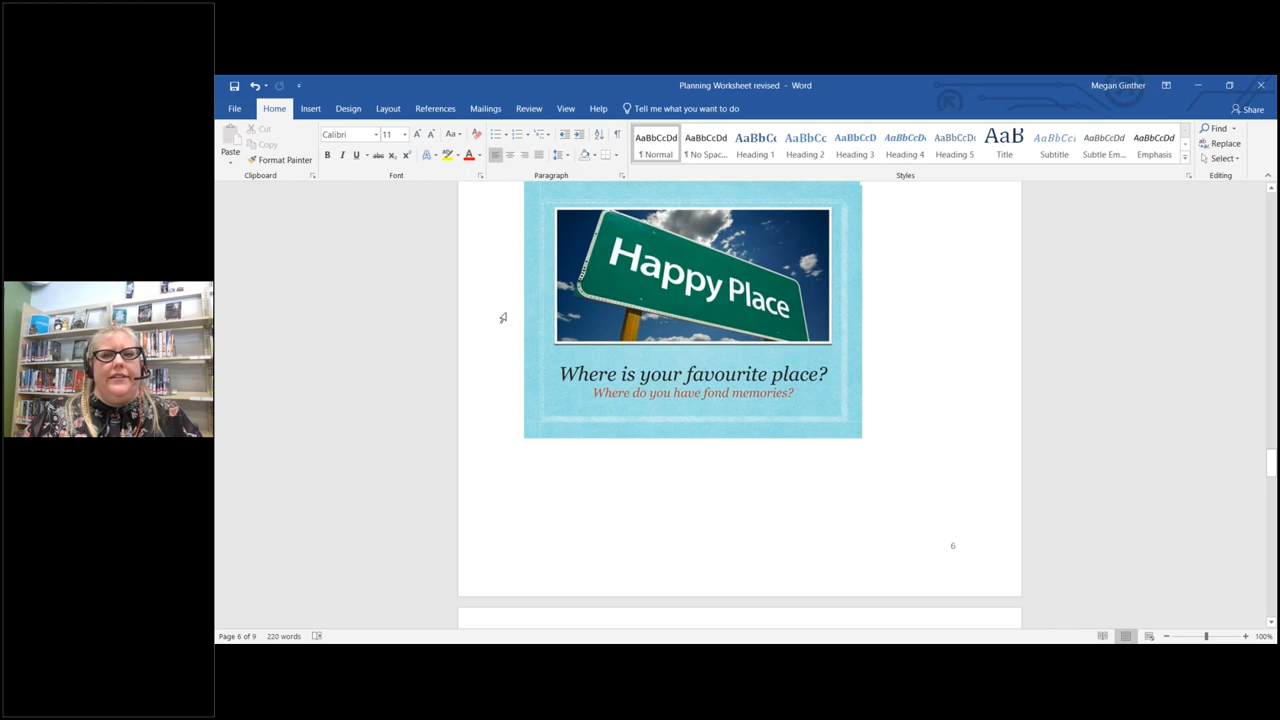 Planning Worksheet revised - Word
Megan Ginther
File Home Insert Design Layout References Mailings Review View Help Tell me what you want to do
Share
Paste
Cut
Copy
Format Painter
Clipboard
Calibri 11
Font
Paragraph
AaBbCcDd AaBbCcDd AaBbCc AaBbCc AaBbCcD AaBbCcDc AaBbCcDc AaB AaBbCcL AaBbCcDd AaBbCcDd
¶ Normal ¶ No Spac... Heading 1 Heading 2 Heading 3 Heading 4 Heading 5 Title Subtitle Subtle Em... Emphasis
Styles
Find
Replace
Select
Editing
Happy Place
Where is your favourite place?
Where do you have fond memories?
6
Page 6 of 9 220 words
100%